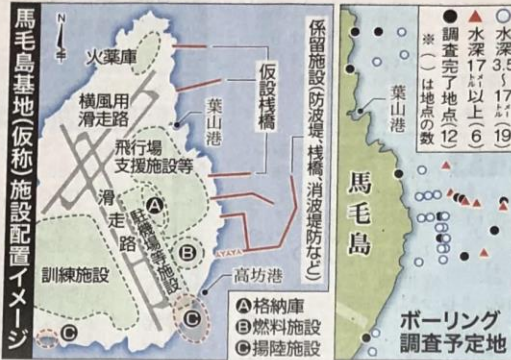 馬毛島基地(仮称)施設配置イメージ
N
火薬庫
仮設桟橋
横風用
滑走路
葉山港
飛行場
支援施設等
滑走路
駐機場等施設
A
B
訓練施設
高坊港
C
C
係留施設(防波堤、桟橋、消波堤防など)
A格納庫
B燃料施設
C揚陸施設
水深3.5~17メートル(19)
水深17メートル以上(6)
調査完了地点(12)
※( )は地点の数
葉山港
馬毛島
ボーリング
調査予定地